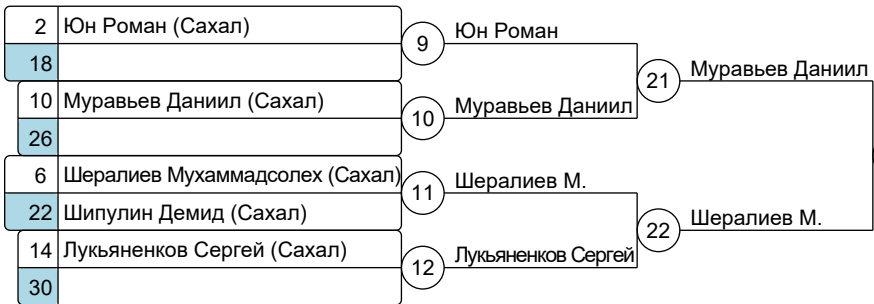 2 Юн Роман (Сахал)
18
10 Муравьев Даниил (Сахал)
26
6 Шералиев Мухаммадсолех (Сахал)
22 Шипулин Демид (Сахал)
14 Лукьяненков Сергей (Сахал)
30
9 Юн Роман
10 Муравьев Даниил
11 Шералиев М.
12 Лукьяненков Сергей
21 Муравьев Даниил
22 Шералиев М.